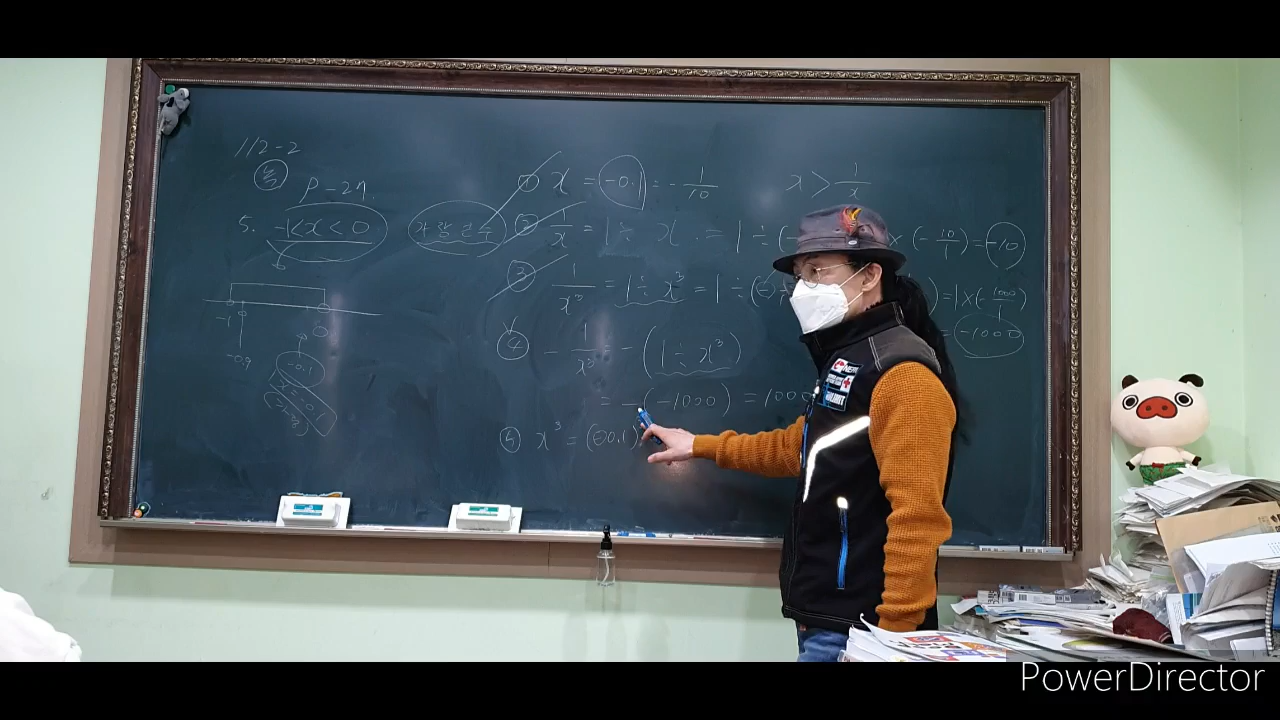 112-2
P-27.
5. -1<x<0 가장 큰 수
-1 0
-0.9
-0.1
① x = -0.1 = - 1/10 x > 1/x
② 1/x = 1 ÷ x = 1 ÷ (- x (- 10/1) = -10
③ = 1 ÷ x³ = 1 ÷ (- ) = 1 x (- 1000/1)
= -1000
④ - 1/x³ = - (1 ÷ x³)
= -(-1000) = 1000
⑤ x³ = (-0.1)
PowerDirector